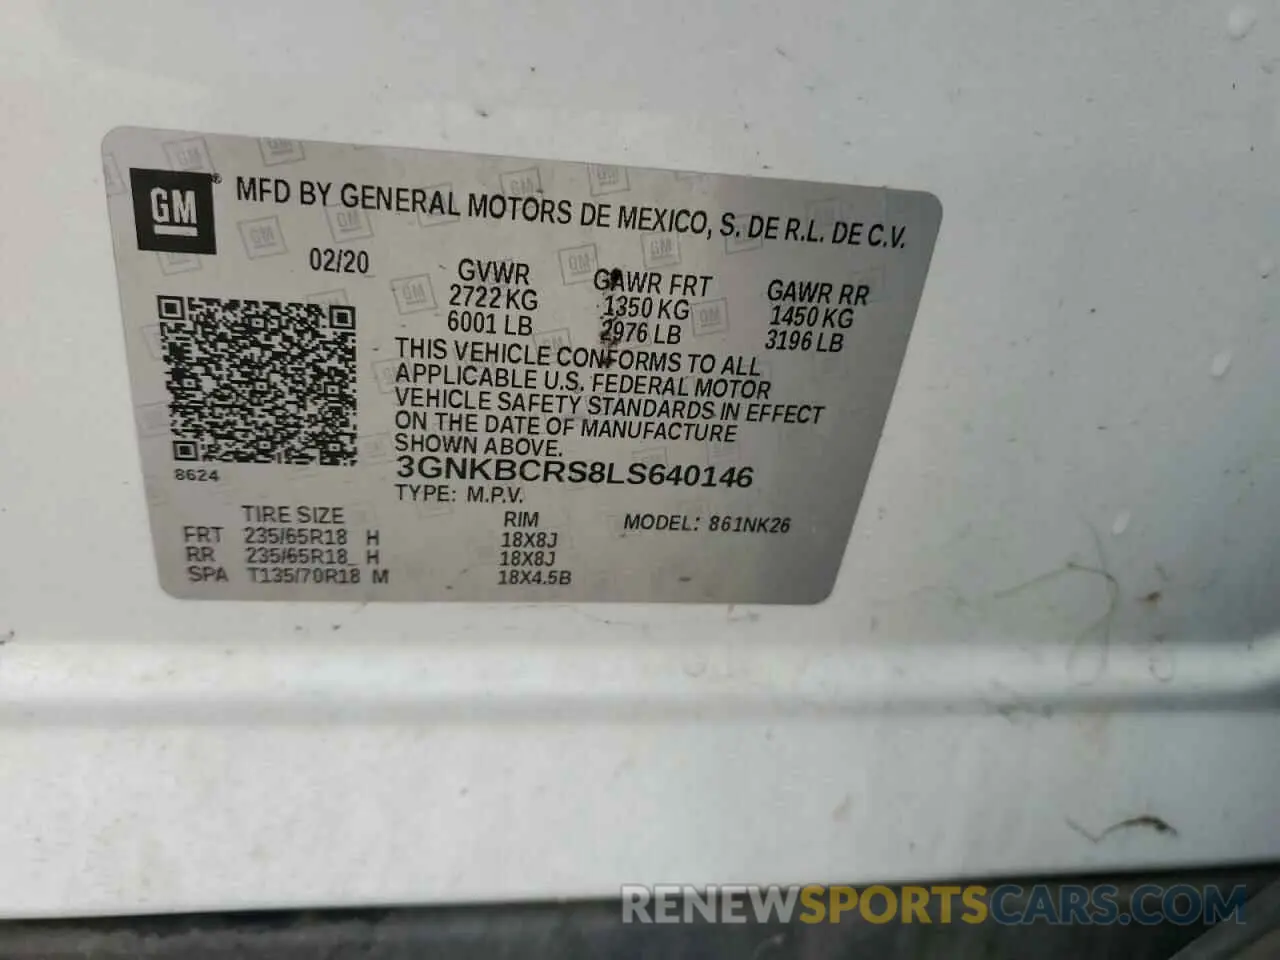 GM ® MFD BY GENERAL MOTORS DE MEXICO, S. DE R.L. DE C.V.
02/20 GVWR GAWR FRT GAWR RR
2722 KG 1350 KG 1450 KG
6001 LB 2976 LB 3196 LB
THIS VEHICLE CONFORMS TO ALL
APPLICABLE U.S. FEDERAL MOTOR
VEHICLE SAFETY STANDARDS IN EFFECT
ON THE DATE OF MANUFACTURE
SHOWN ABOVE.
8624 3GNKBCRS8LS640146
TYPE: M.P.V.
TIRE SIZE RIM MODEL: 861NK26
FRT 235/65R18 H 18X8J
RR 235/65R18 H 18X8J
SPA T135/70R18 M 18X4.5B
RENEWSPORTSCARS.COM